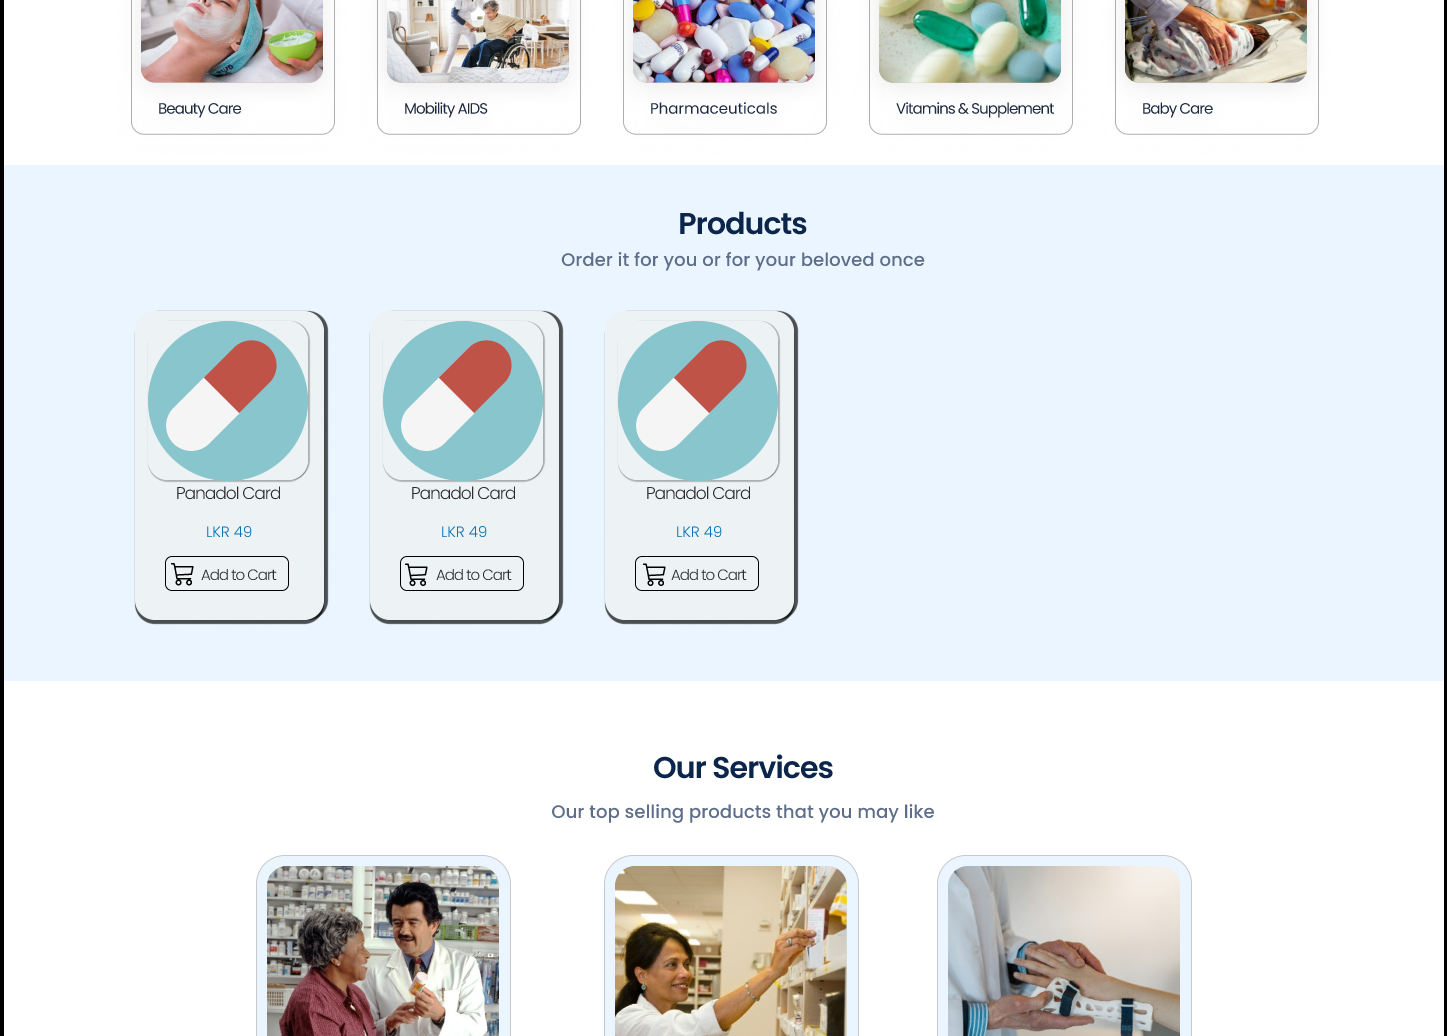 Beauty Care
Mobility AIDS
Pharmaceuticals
Vitamins & Supplement
Baby Care
Products
Order it for you or for your beloved once
Panadol Card
LKR 49
Add to Cart
Panadol Card
LKR 49
Add to Cart
Panadol Card
LKR 49
Add to Cart
Our Services
Our top selling products that you may like